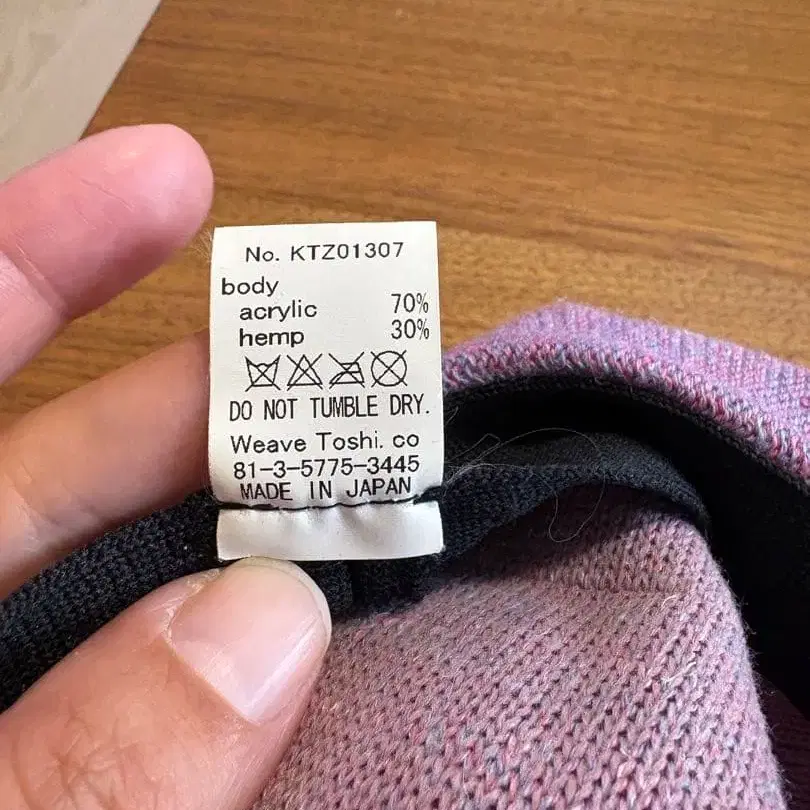 No. KTZ01307
body
acrylic 70%
hemp 30%
DO NOT TUMBLE DRY.
Weave Toshi. co
81-3-5775-3445
MADE IN JAPAN